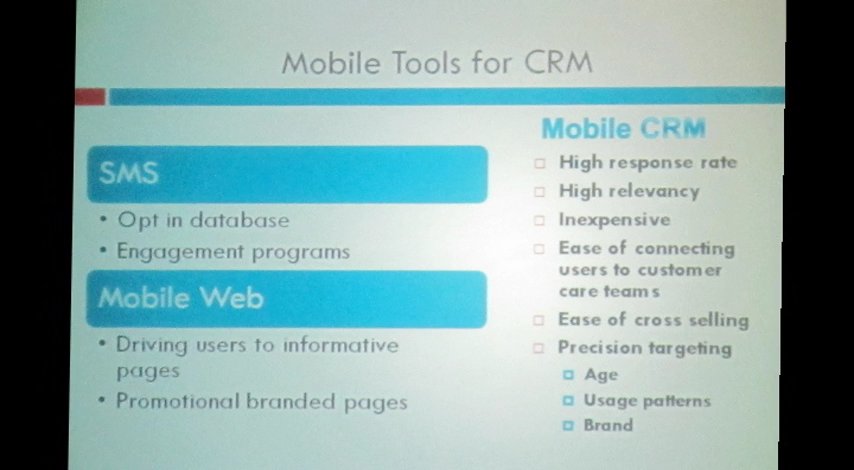 Mobile Tools for CRM
SMS
• Opt in database
• Engagement programs
Mobile Web
• Driving users to informative
pages
• Promotional branded pages
Mobile CRM
High response rate
High relevancy
Inexpensive
Ease of connecting
users to customer
care teams
Ease of cross selling
Precision targeting
Age
Usage patterns
Brand